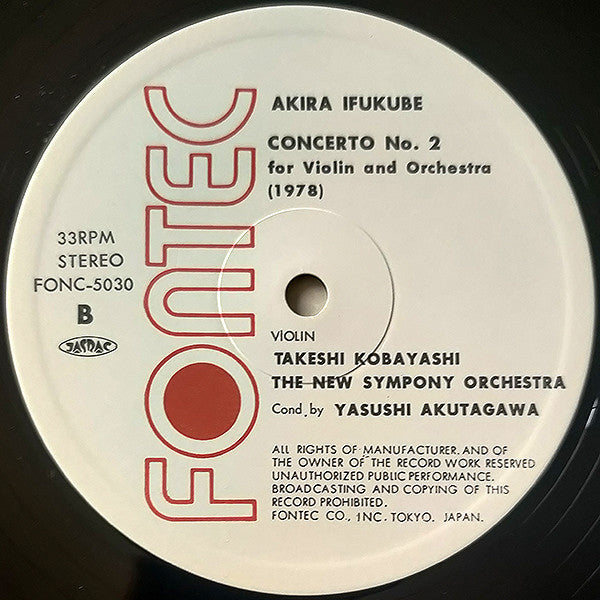 FONTEC
AKIRA IFUKUBE
CONCERTO No. 2
for Violin and Orchestra
(1978)
33RPM
STEREO
FONC-5030
B
JASRAC
VIOLIN
TAKESHI KOBAYASHI
THE NEW SYMPONY ORCHESTRA
Cond. by YASUSHI AKUTAGAWA
ALL RIGHTS OF MANUFACTURER. AND OF
THE OWNER OF THE RECORD WORK RESERVED
UNAUTHORIZED PUBLIC PERFORMANCE.
BROADCASTING AND COPYING OF THIS
RECORD PROHIBITED.
FONTEC CO., INC. TOKYO. JAPAN.